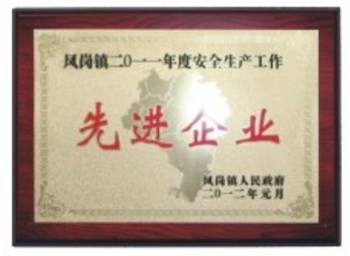 凤岗镇二〇一一年度安全生产工作
先进企业
凤岗镇人民政府
二〇一二年元月